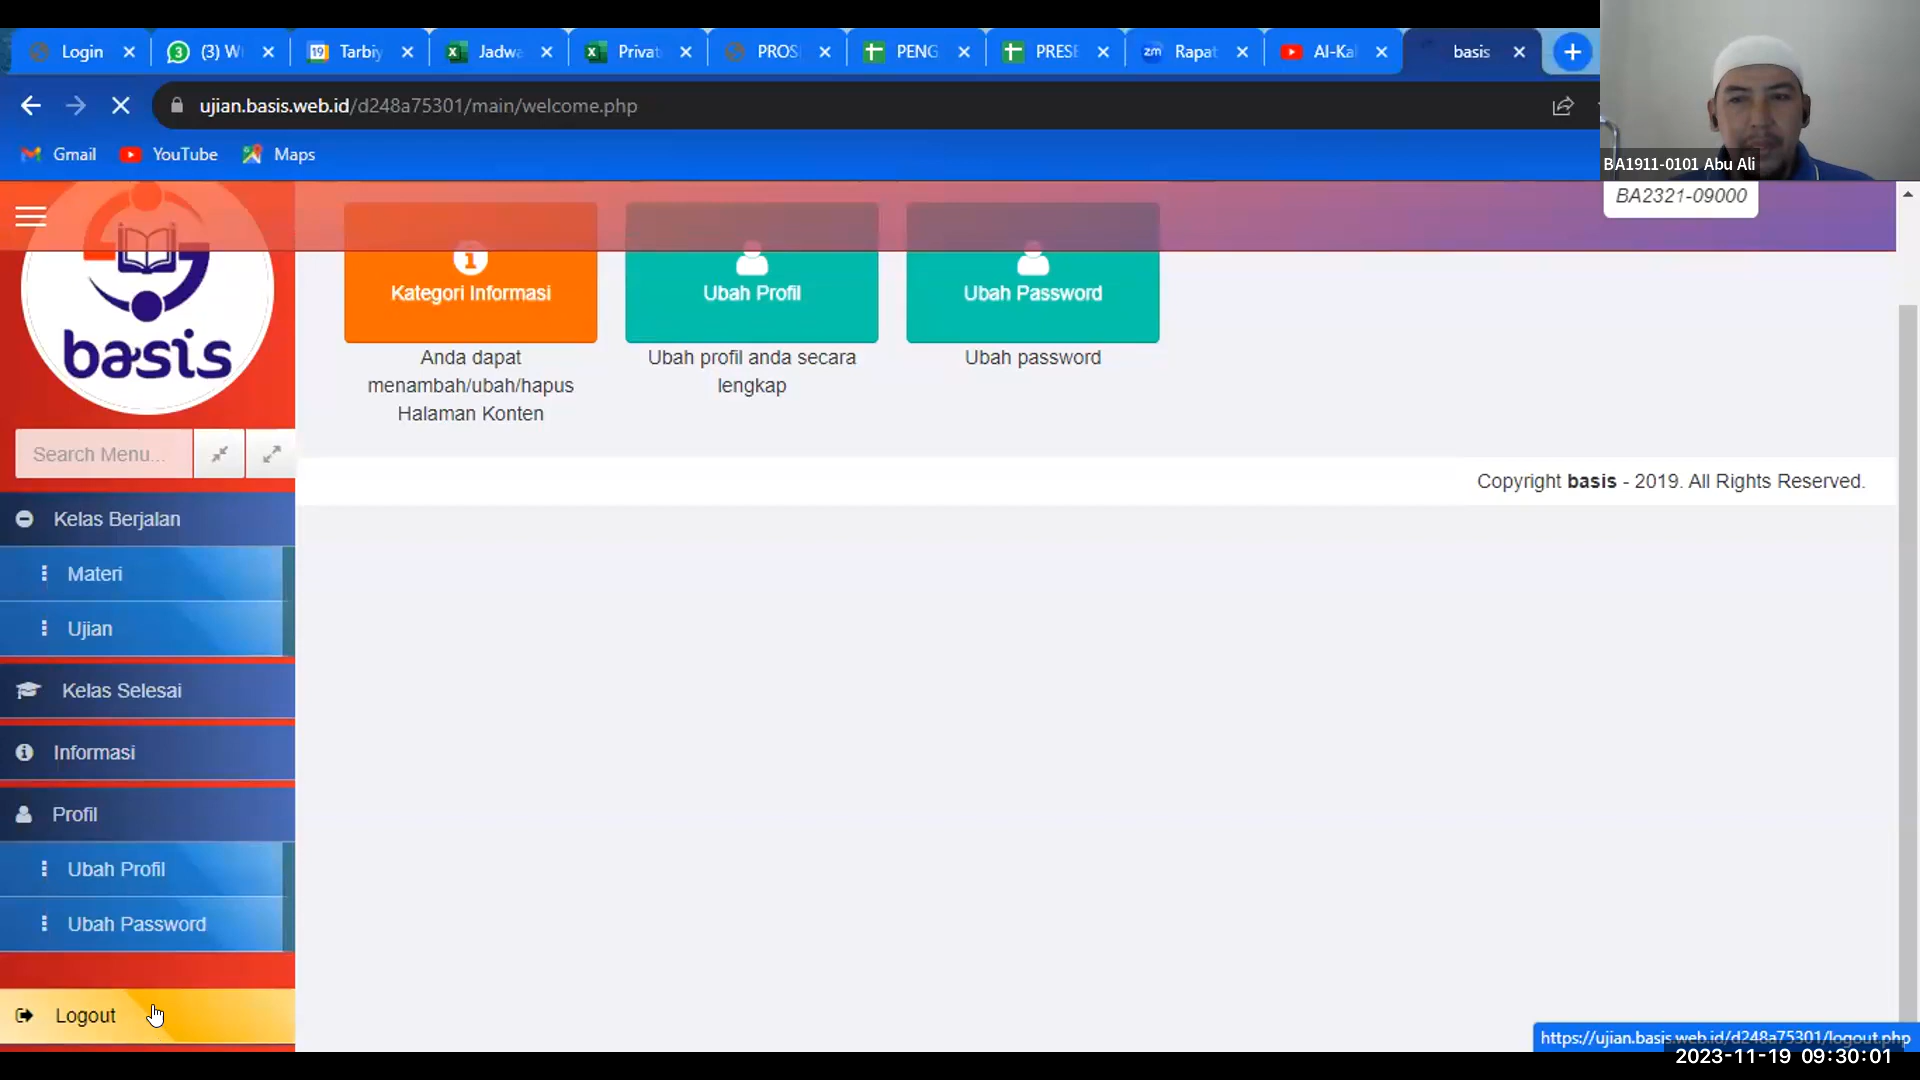 Login
(3) W
19 Tarbiy
Jadwa
Privat
PROS
PENG
PRESE
zm Rapat
Al-Ka
basis
ujian.basis.web.id/d248a75301/main/welcome.php
Gmail
YouTube
Maps
BA1911-0101 Abu Ali
BA2321-09000
basis
Kategori Informasi
Anda dapat
menambah/ubah/hapus
Halaman Konten
Ubah Profil
Ubah profil anda secara
lengkap
Ubah Password
Ubah password
Search Menu...
Copyright basis - 2019. All Rights Reserved.
Kelas Berjalan
Materi
Ujian
Kelas Selesai
Informasi
Profil
Ubah Profil
Ubah Password
Logout
https://ujian.basis.web.id/d248a75301/logout.php
2023-11-19 09:30:01